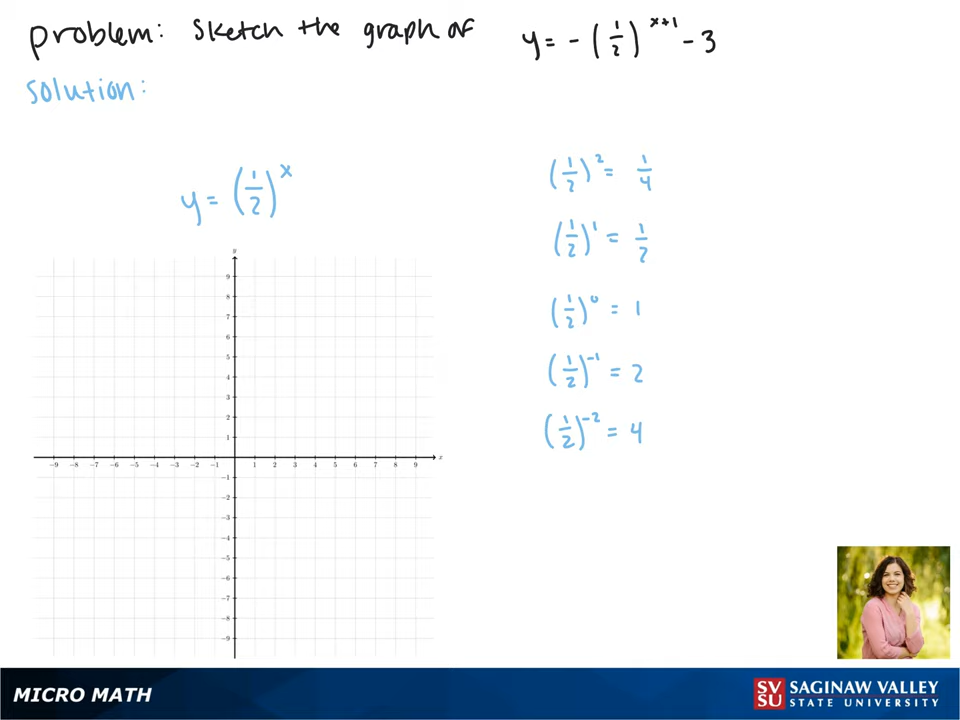 problem: Sketch the graph of y = - (1/2)^(x+1) - 3
solution:
y = (1/2)^x
(1/2)^2 = 1/4
(1/2)^1 = 1/2
(1/2)^0 = 1
(1/2)^-1 = 2
(1/2)^-2 = 4
y
9
8
7
6
5
4
3
2
1
−9 −8 −7 −6 −5 −4 −3 −2 −1 1 2 3 4 5 6 7 8 9 x
−1
−2
−3
−4
−5
−6
−7
−8
−9
MICRO MATH
SV SU SAGINAW VALLEY
STATE UNIVERSITY